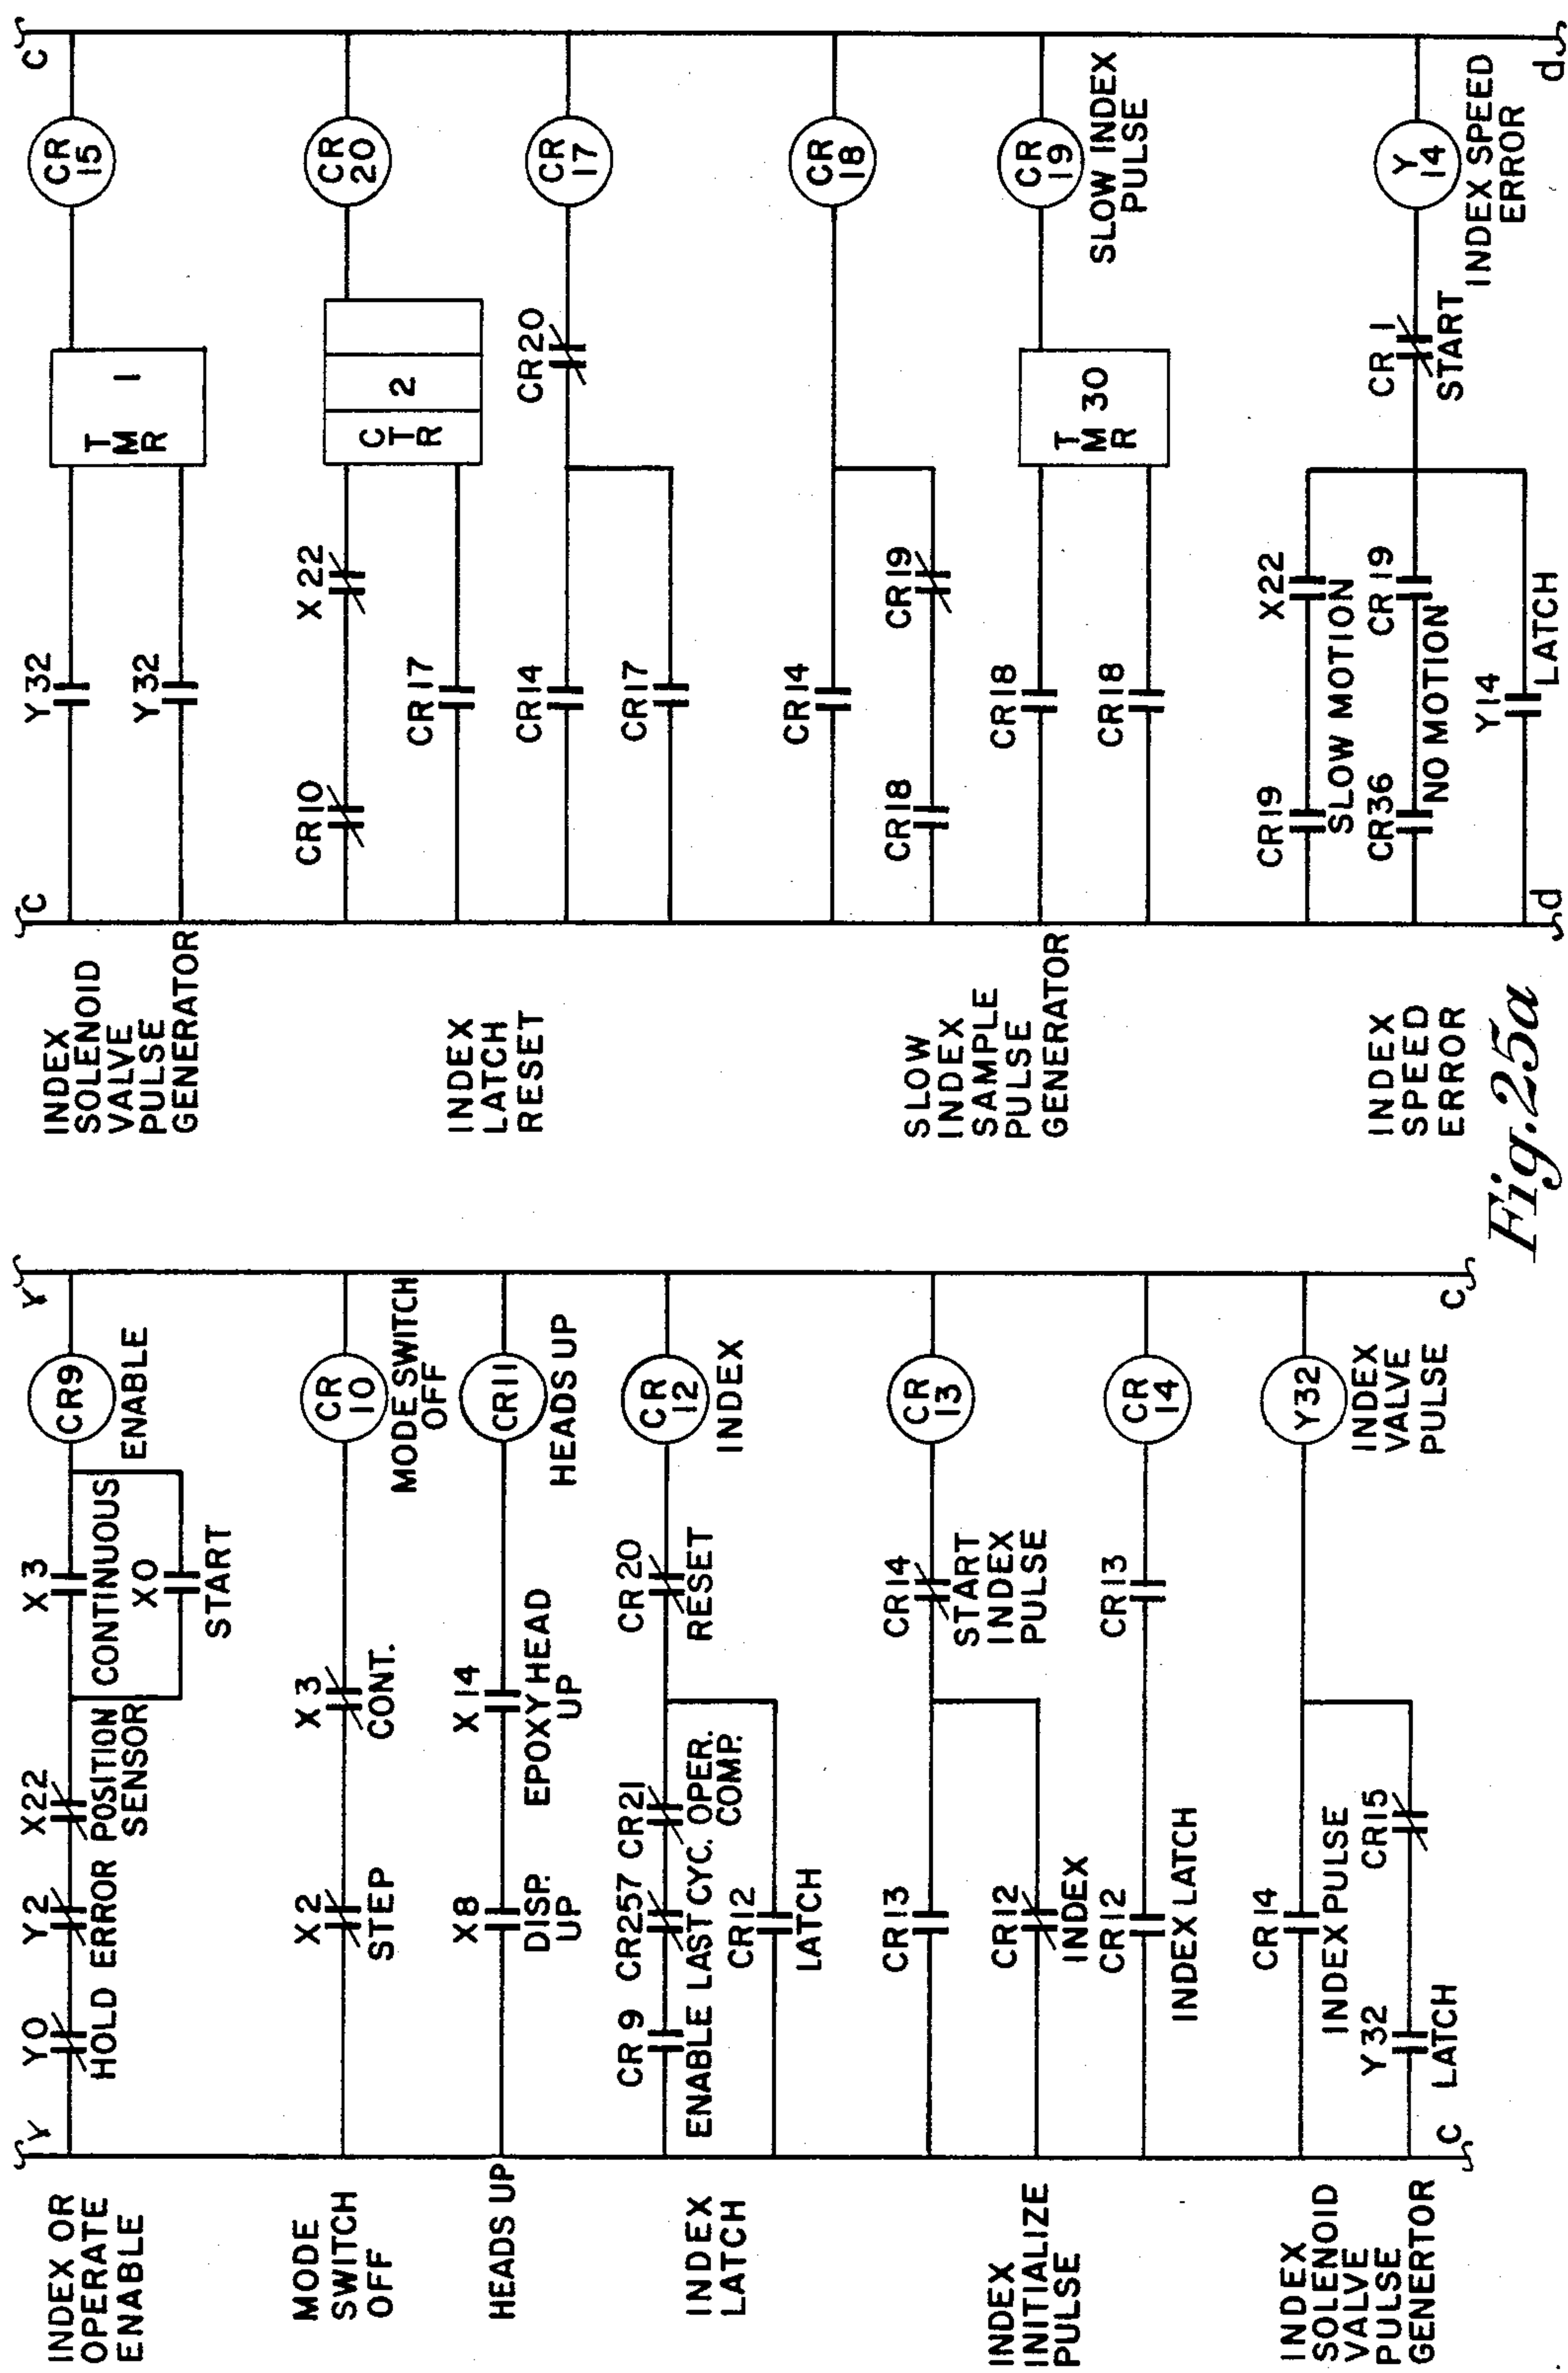 INDEX OR
OPERATE
ENABLE
Y
Y
Y0
Y2
X22
X3
CR9
HOLD ERROR POSITION
SENSOR
CONTINUOUS
X0
START
ENABLE
MODE
SWITCH
OFF
X2
STEP
X3
CONT.
CR
10
MODE SWITCH
OFF
HEADS UP
X8
DISP.
UP
X14
EPOXY HEAD
UP
CR11
HEADS UP
INDEX
LATCH
CR9
CR257
CR21
CR20
CR
12
ENABLE LAST CYC. OPER.
COMP.
RESET
INDEX
CR12
LATCH
INDEX
INITIALIZE
PULSE
CR13
CR14
START
INDEX
PULSE
CR
13
CR12
INDEX
CR12
INDEX LATCH
CR13
CR
14
INDEX
SOLENOID
VALVE
PULSE
GENERTOR
CR14
INDEX PULSE
Y32
INDEX
VALVE
PULSE
Y32
LATCH
CR15
C
C
INDEX
SOLENOID
VALVE
PULSE
GENERATOR
C
C
Y32
Y32
TMR
1
CR
15
INDEX
LATCH
RESET
CR10
X22
CTR
2
CR
20
CR17
CR14
CR20
CR
17
CR17
SLOW
INDEX
SAMPLE
PULSE
GENERATOR
CR14
CR
18
CR18
CR19
CR18
CR18
TMR
30
CR
19
SLOW INDEX
PULSE
INDEX
SPEED
ERROR
CR19
X22
SLOW MOTION
CR36
CR19
NO MOTION
CR1
START
Y
14
INDEX SPEED
ERROR
Y14
LATCH
d
d
Fig.25a